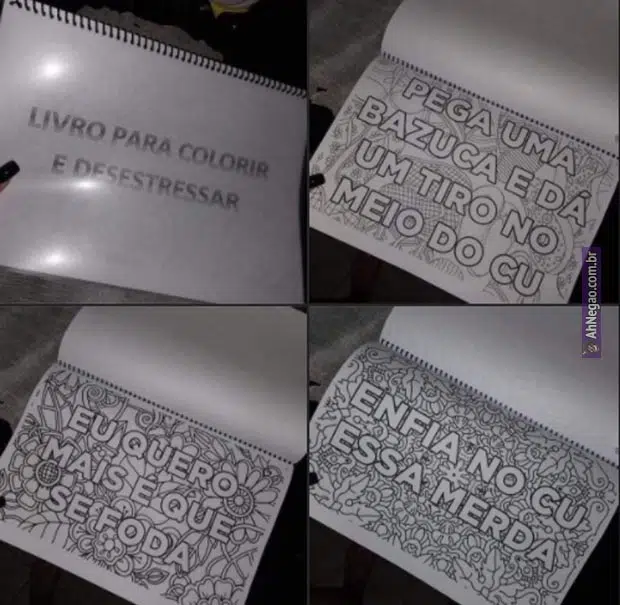 LIVRO PARA COLORIR
E DESESTRESSAR
PEGA UMA
BAZUCA E DÁ
UM TIRO NO
MEIO DO CU
EU QUERO
MAIS É QUE
SE FODA
ENFIA NO CU
ESSA MERDA
AhNegao.com.br